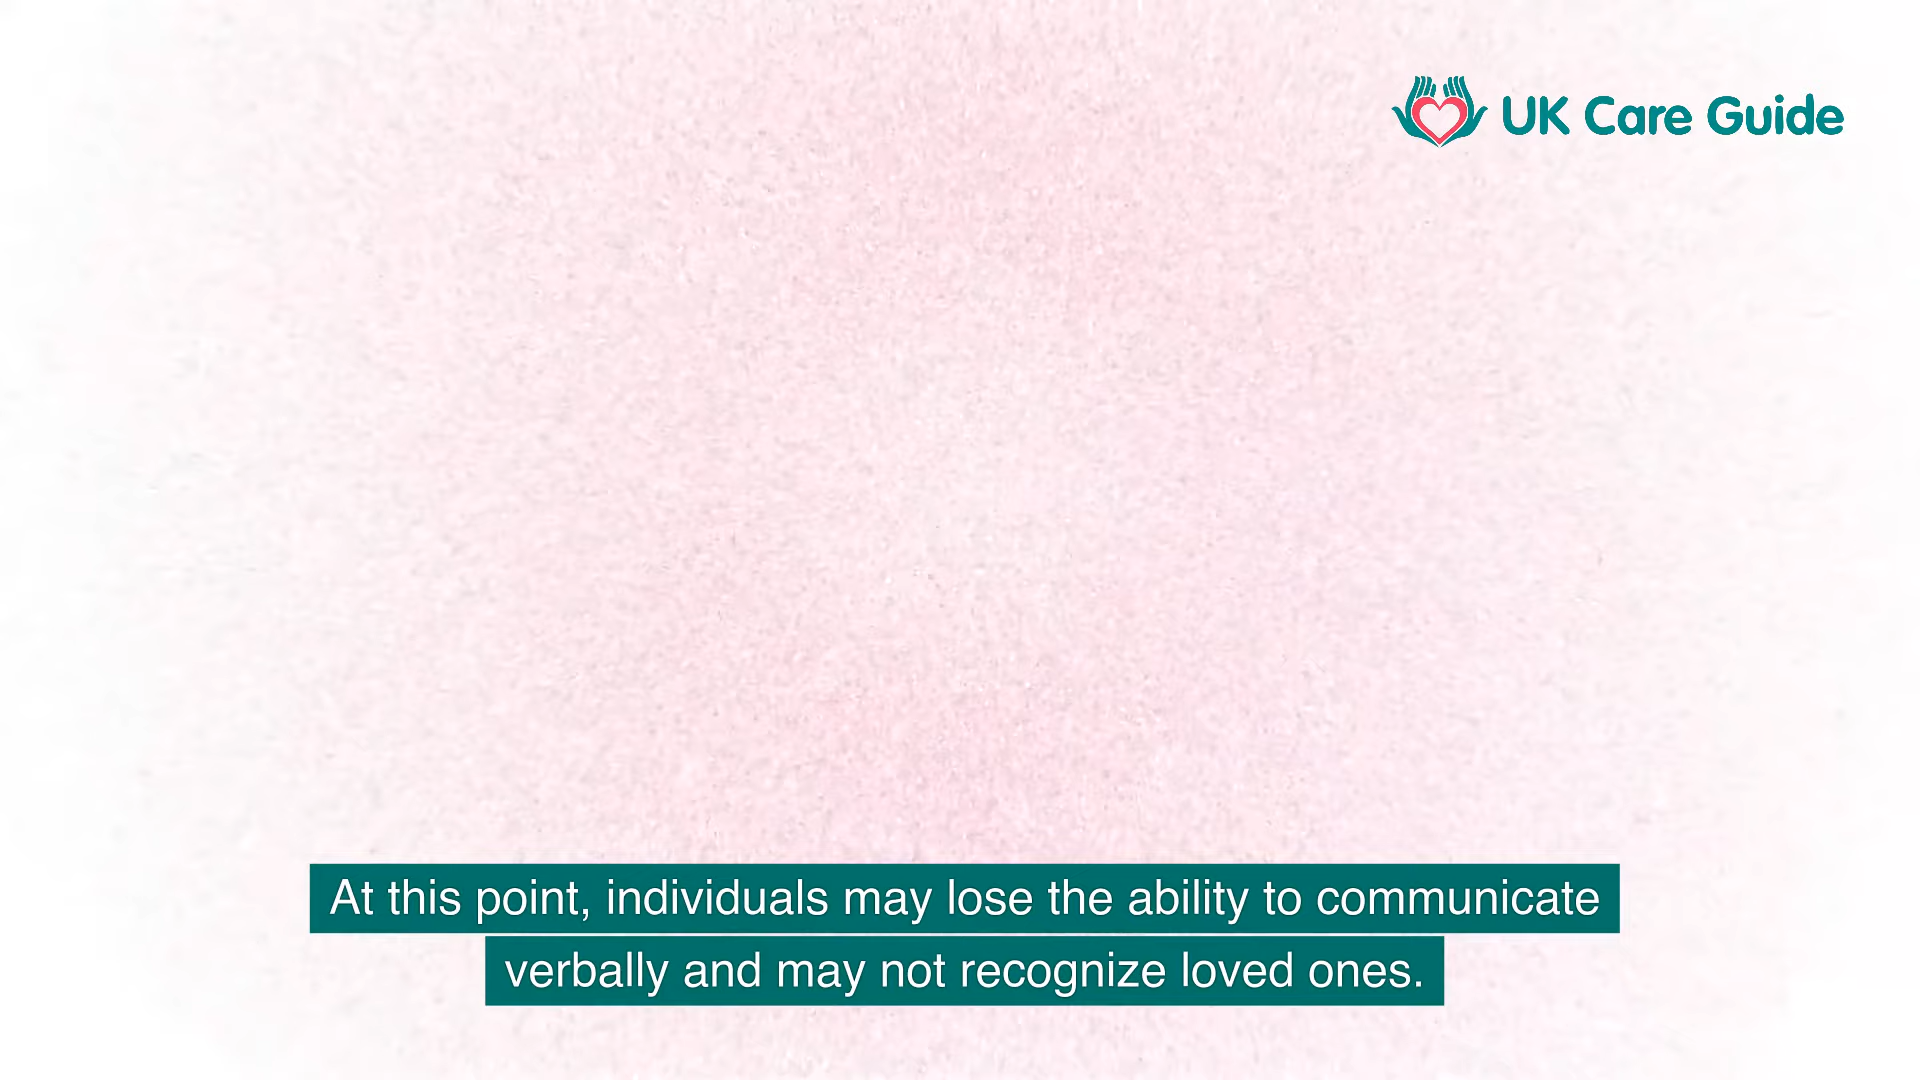 UK Care Guide
At this point, individuals may lose the ability to communicate
verbally and may not recognize loved ones.